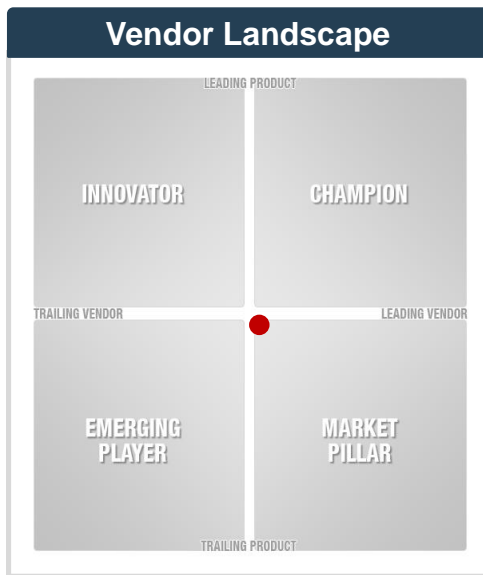 Vendor Landscape
LEADING PRODUCT
INNOVATOR
CHAMPION
TRAILING VENDOR
LEADING VENDOR
EMERGING
PLAYER
MARKET
PILLAR
TRAILING PRODUCT